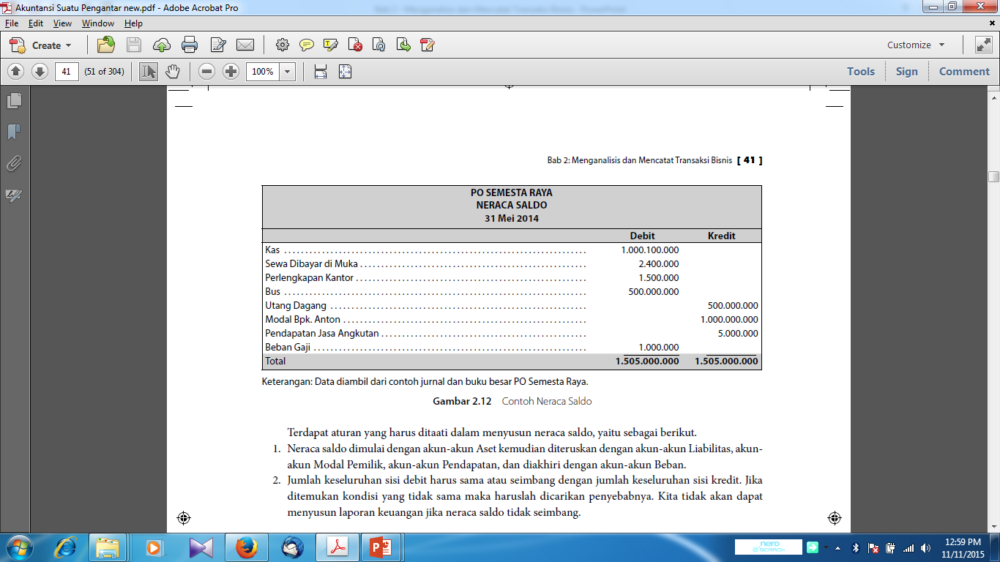 Akuntansi Suatu Pengantar new.pdf - Adobe Acrobat Pro
File Edit View Window Help
Create Customize
41 (51 of 304) 100% Tools Sign Comment
Bab 2: Menganalisis dan Mencatat Transaksi Bisnis [ 41 ]
PO SEMESTA RAYA
NERACA SALDO
31 Mei 2014
Debit Kredit
Kas ........ 1.000.100.000
Sewa Dibayar di Muka ........ 2.400.000
Perlengkapan Kantor ........ 1.500.000
Bus ........ 500.000.000
Utang Dagang ........ 500.000.000
Modal Bpk. Anton ........ 1.000.000.000
Pendapatan Jasa Angkutan ........ 5.000.000
Beban Gaji ........ 1.000.000
Total 1.505.000.000 1.505.000.000
Keterangan: Data diambil dari contoh jurnal dan buku besar PO Semesta Raya.
Gambar 2.12 Contoh Neraca Saldo
Terdapat aturan yang harus ditaati dalam menyusun neraca saldo, yaitu sebagai berikut.
1. Neraca saldo dimulai dengan akun-akun Aset kemudian diteruskan dengan akun-akun Liabilitas, akun-
akun Modal Pemilik, akun-akun Pendapatan, dan diakhiri dengan akun-akun Beban.
2. Jumlah keseluruhan sisi debit harus sama atau seimbang dengan jumlah keseluruhan sisi kredit. Jika
ditemukan kondisi yang tidak sama maka haruslah dicarikan penyebabnya. Kita tidak akan dapat
menyusun laporan keuangan jika neraca saldo tidak seimbang.
nero
SEARCH
12:59 PM
11/11/2015